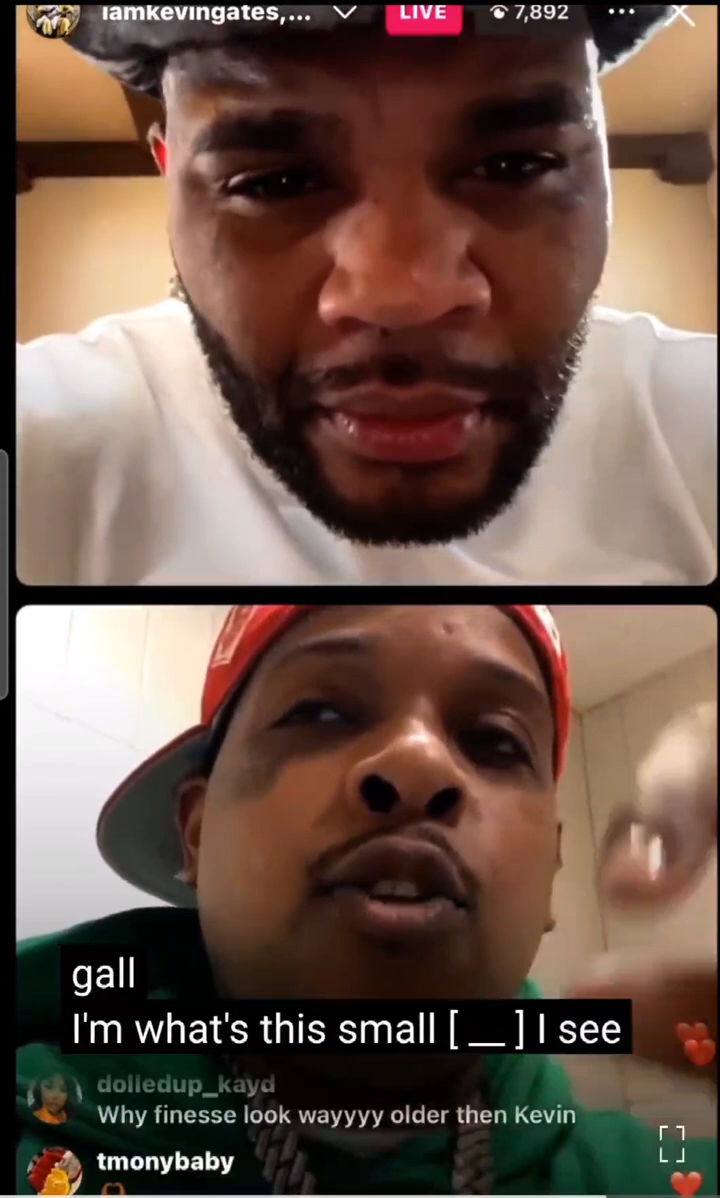 iamkevingates,...
LIVE
7,892
gall
I'm what's this small [ __ ] I see
dolledup_kayd
Why finesse look wayyyy older then Kevin
tmonybaby